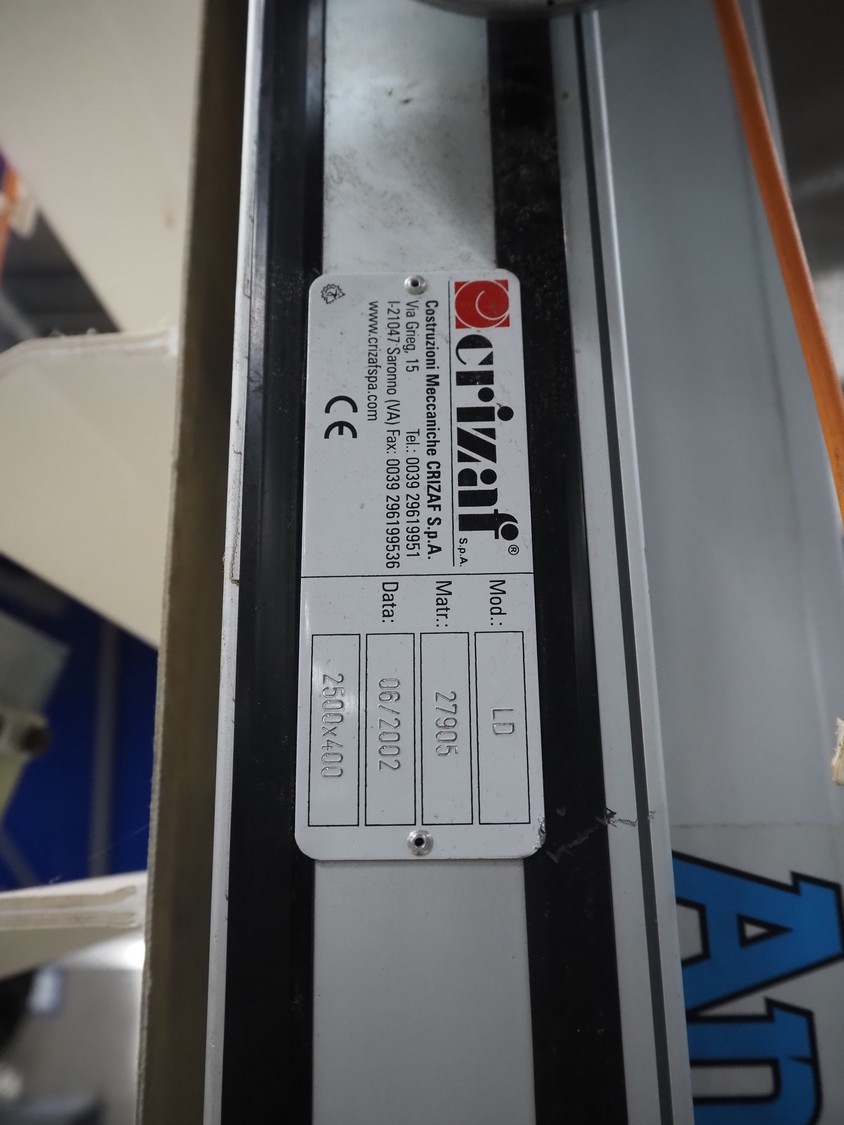 crizaf®
S.p.A.
Costruzioni Meccaniche CRIZAF S.p.A.
Via Grieg, 15 Tel.: 0039 29619951
I-21047 Saronno (VA) Fax: 0039 296199536
www.crizafspa.com
CE
Mod.: LD
Matr.: 27905
Data: 06/2002
2500x400